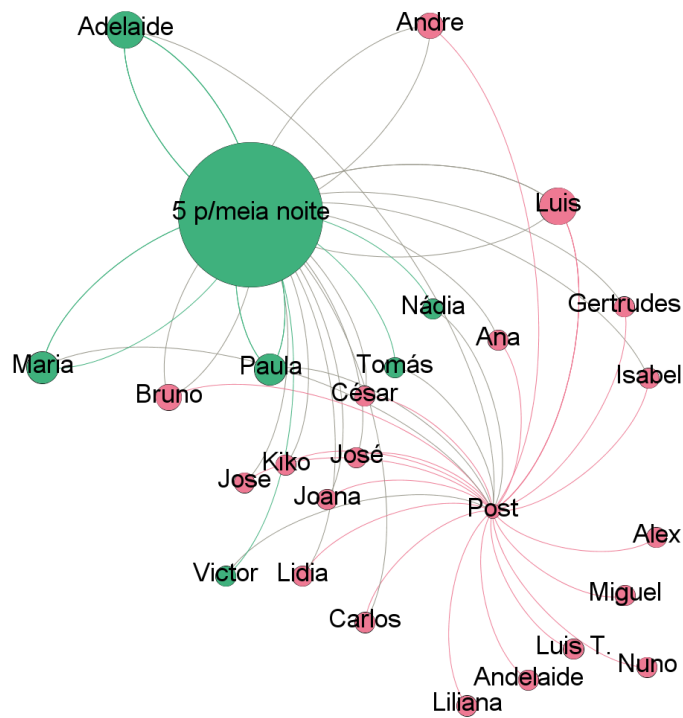 Adelaide
Andre
5 p/meia noite
Luis
Nádia
Gertrudes
Ana
Maria
Paula
Tomás
Isabel
Bruno
César
José
Kiko
Jose
Joana
Post
Alex
Victor
Lidia
Miguel
Carlos
Luis T.
Nuno
Andelaide
Liliana